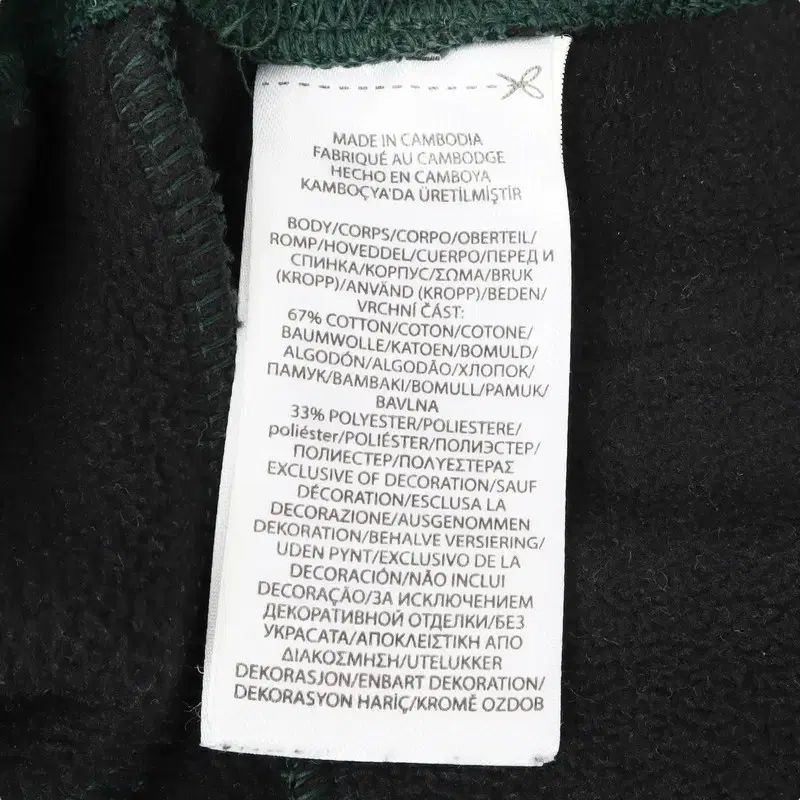 MADE IN CAMBODIA
FABRIQUÉ AU CAMBODGE
HECHO EN CAMBOYA
KAMBOÇYA'DA ÜRETİLMİŞTİR
BODY/CORPS/CORPO/OBERTEIL/
ROMP/HOVEDDEL/CUERPO/ПЕРЕД И
СПИНКА/КОРПУС/ΣΩΜΑ/BRUK
(KROPP)/ANVÄND (KROPP)/BEDEN/
VRCHNÍ ČÁST:
67% COTTON/COTON/COTONE/
BAUMWOLLE/KATOEN/BOMULD/
ALGODÓN/ALGODÃO/ХЛОПОК/
ПАМУК/ΒΑΜΒΑΚΙ/BOMULL/PAMUK/
BAVLNA
33% POLYESTER/POLIESTERE/
poliéster/POLIÉSTER/ПОЛИЭСТЕР/
ПОЛИЕСТЕР/ΠΟΛΥΕΣΤΕΡΑΣ
EXCLUSIVE OF DECORATION/SAUF
DÉCORATION/ESCLUSA LA
DECORAZIONE/AUSGENOMMEN
DEKORATION/BEHALVE VERSIERING/
UDEN PYNT/EXCLUSIVO DE LA
DECORACIÓN/NÃO INCLUI
DECORAÇÃO/ЗА ИСКЛЮЧЕНИЕМ
ДЕКОРАТИВНОЙ ОТДЕЛКИ/БЕЗ
УКРАСАТА/ΑΠΟΚΛΕΙΣΤΙΚΗ ΑΠΟ
ΔΙΑΚΟΣΜΗΣΗ/UTELUKKER
DEKORASJON/ENBART DEKORATION/
DEKORASYON HARİÇ/KROMĚ OZDOB